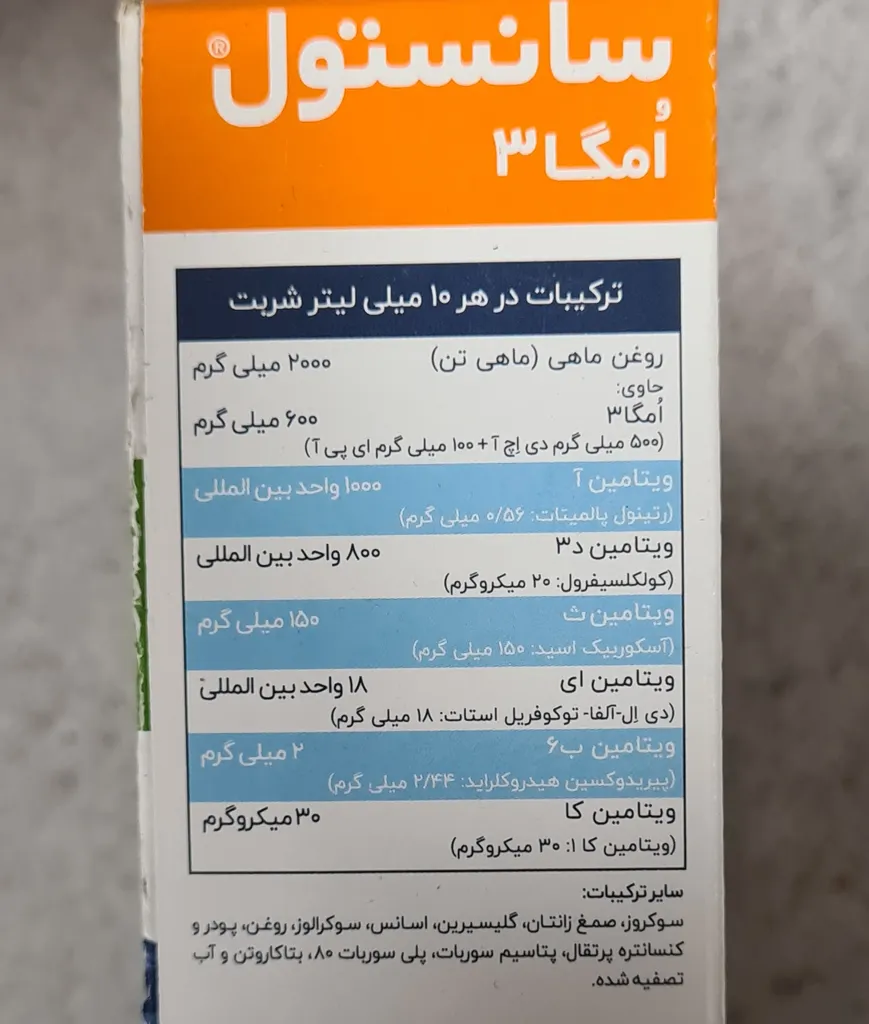 سانستول®
اُمگا۳
ترکیبات در هر ۱۰ میلی لیتر شربت
روغن ماهی (ماهی تن) ۲۰۰۰ میلی گرم
حاوی:
اُمگا۳ ۶۰۰ میلی گرم
(۵۰۰ میلی گرم دی اِچ آ + ۱۰۰ میلی گرم ای پی آ)
ویتامین آ ۱۰۰۰ واحد بین المللی
(رتینول پالمیتات: ۰/۵۶ میلی گرم)
ویتامین د۳ ۸۰۰ واحد بین المللی
(کولکلسیفرول: ۲۰ میکروگرم)
ویتامین ث ۱۵۰ میلی گرم
(آسکوربیک اسید: ۱۵۰ میلی گرم)
ویتامین ای ۱۸ واحد بین المللی
(دی اِل-آلفا- توکوفریل استات: ۱۸ میلی گرم)
ویتامین ب۶ ۲ میلی گرم
(پیریدوکسین هیدروکلراید: ۲/۴۴ میلی گرم)
ویتامین کا ۳۰ میکروگرم
(ویتامین کا ۱: ۳۰ میکروگرم)
سایر ترکیبات:
سوکروز، صمغ زانتان، گلیسیرین، اسانس، سوکرالوز، روغن، پودر و
کنسانتره پرتقال، پتاسیم سوربات، پلی سوربات ۸۰، بتاکاروتن و آب
تصفیه شده.